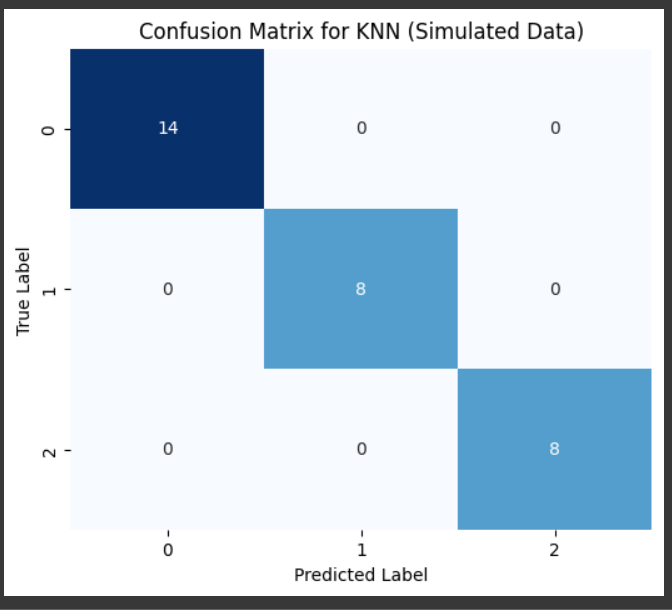 Confusion Matrix for KNN (Simulated Data)
True Label
0
14 0 0
1
0 8 0
2
0 0 8
0 1 2
Predicted Label